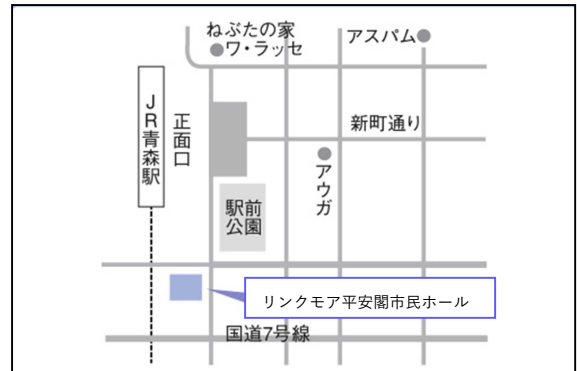 ねぶたの家
ワ・ラッセ
アスパム
JR青森駅
正面口
新町通り
アウガ
駅前
公園
リンクモア平安閣市民ホール
国道7号線